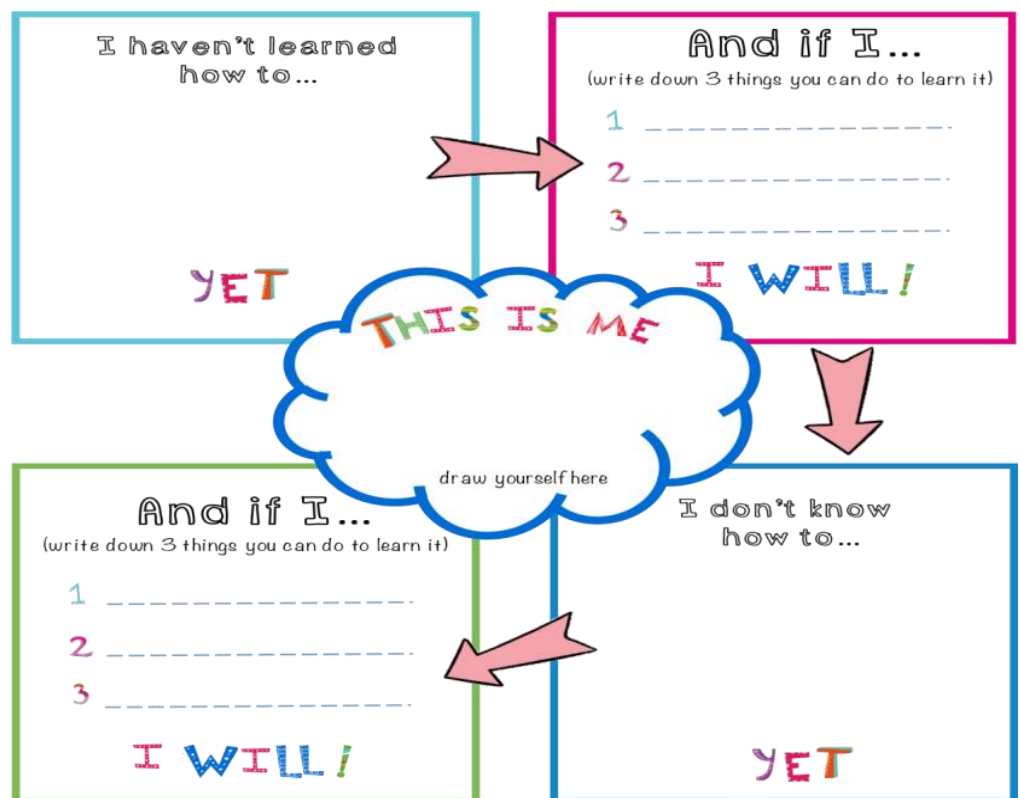 I haven't learned
how to...
YET
And if I...
(write down 3 things you can do to learn it)
1
2
3
I WILL!
THIS IS ME
draw yourself here
I don't know
how to...
YET
And if I...
(write down 3 things you can do to learn it)
1
2
3
I WILL!